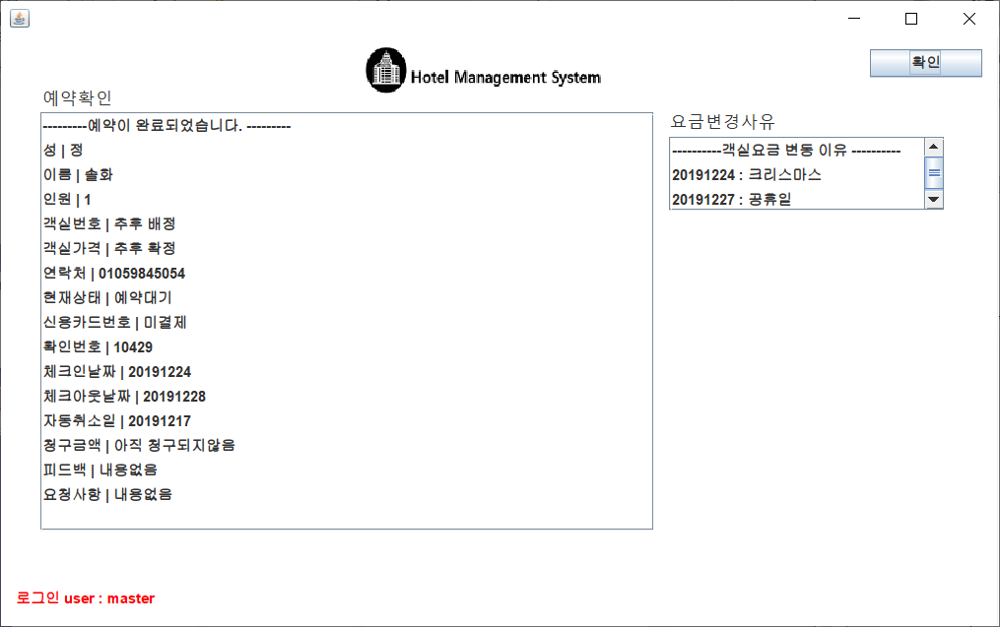 Hotel Management System
확인
예약확인
---------예약이 완료되었습니다. ---------
성 | 정
이름 | 솔화
인원 | 1
객실번호 | 추후 배정
객실가격 | 추후 확정
연락처 | 01059845054
현재상태 | 예약대기
신용카드번호 | 미결제
확인번호 | 10429
체크인날짜 | 20191224
체크아웃날짜 | 20191228
자동취소일 | 20191217
청구금액 | 아직 청구되지않음
피드백 | 내용없음
요청사항 | 내용없음
요금변경사유
----------객실요금 변동 이유 ----------
20191224 : 크리스마스
20191227 : 공휴일
로그인 user : master